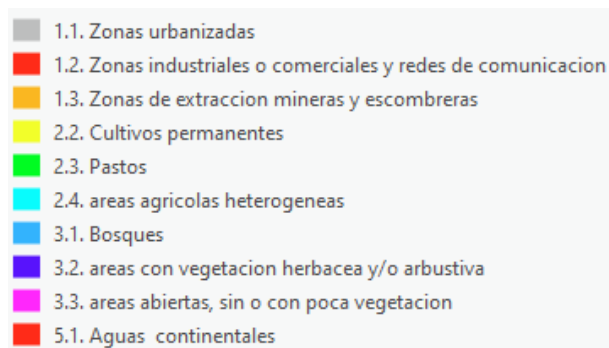 1.1. Zonas urbanizadas
1.2. Zonas industriales o comerciales y redes de comunicacion
1.3. Zonas de extraccion mineras y escombreras
2.2. Cultivos permanentes
2.3. Pastos
2.4. areas agricolas heterogeneas
3.1. Bosques
3.2. areas con vegetacion herbacea y/o arbustiva
3.3. areas abiertas, sin o con poca vegetacion
5.1. Aguas  continentales